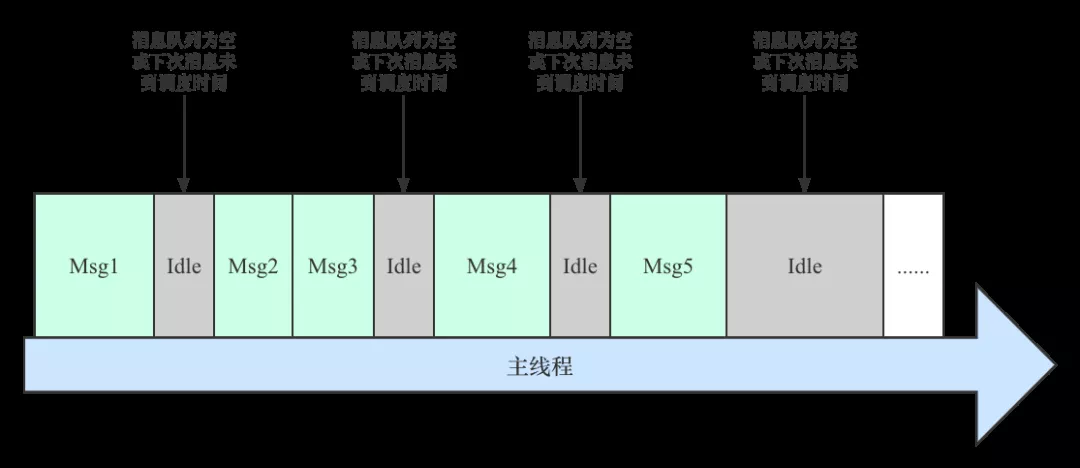 消息队列为空
或下次消息未
到调度时间
消息队列为空
或下次消息未
到调度时间
消息队列为空
或下次消息未
到调度时间
消息队列为空
或下次消息未
到调度时间
Msg1
Idle
Msg2
Msg3
Idle
Msg4
Idle
Msg5
Idle
......
主线程